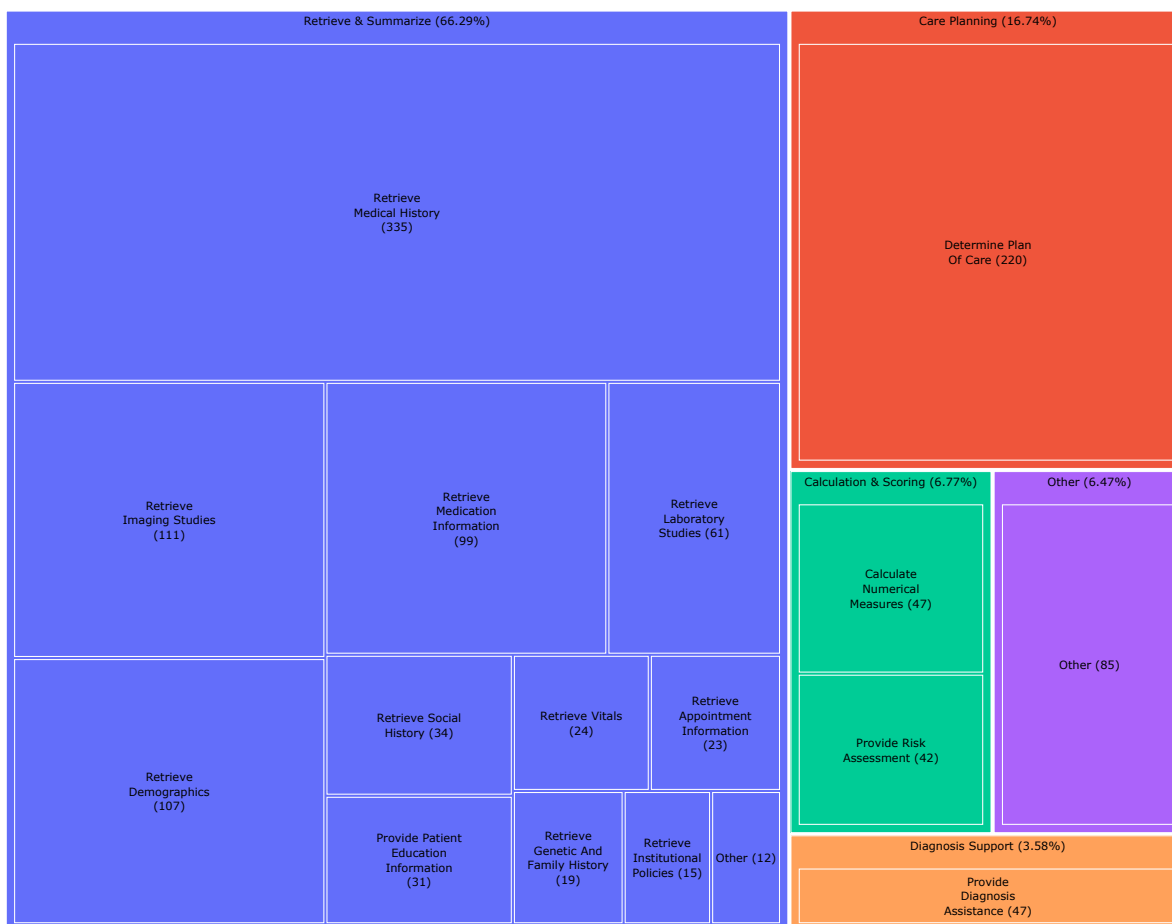 Retrieve & Summarize (66.29%)
Retrieve
Medical History
(335)
Retrieve
Imaging Studies
(111)
Retrieve
Medication
Information
(99)
Retrieve
Laboratory
Studies (61)
Retrieve
Demographics
(107)
Retrieve Social
History (34)
Retrieve Vitals
(24)
Retrieve
Appointment
Information
(23)
Provide Patient
Education
Information
(31)
Retrieve
Genetic And
Family History
(19)
Retrieve
Institutional
Policies (15)
Other (12)
Care Planning (16.74%)
Determine Plan
Of Care (220)
Calculation & Scoring (6.77%)
Calculate
Numerical
Measures (47)
Provide Risk
Assessment (42)
Other (6.47%)
Other (85)
Diagnosis Support (3.58%)
Provide
Diagnosis
Assistance (47)